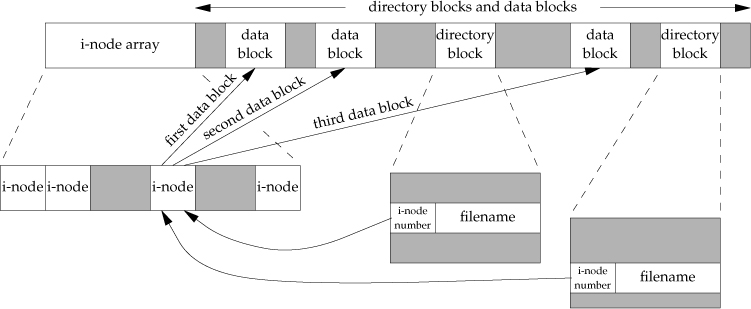 directory blocks and data blocks
i-node array
data
block
data
block
directory
block
data
block
directory
block
first data block
second data block
third data block
i-node
i-node
i-node
i-node
i-node
number
filename
i-node
number
filename